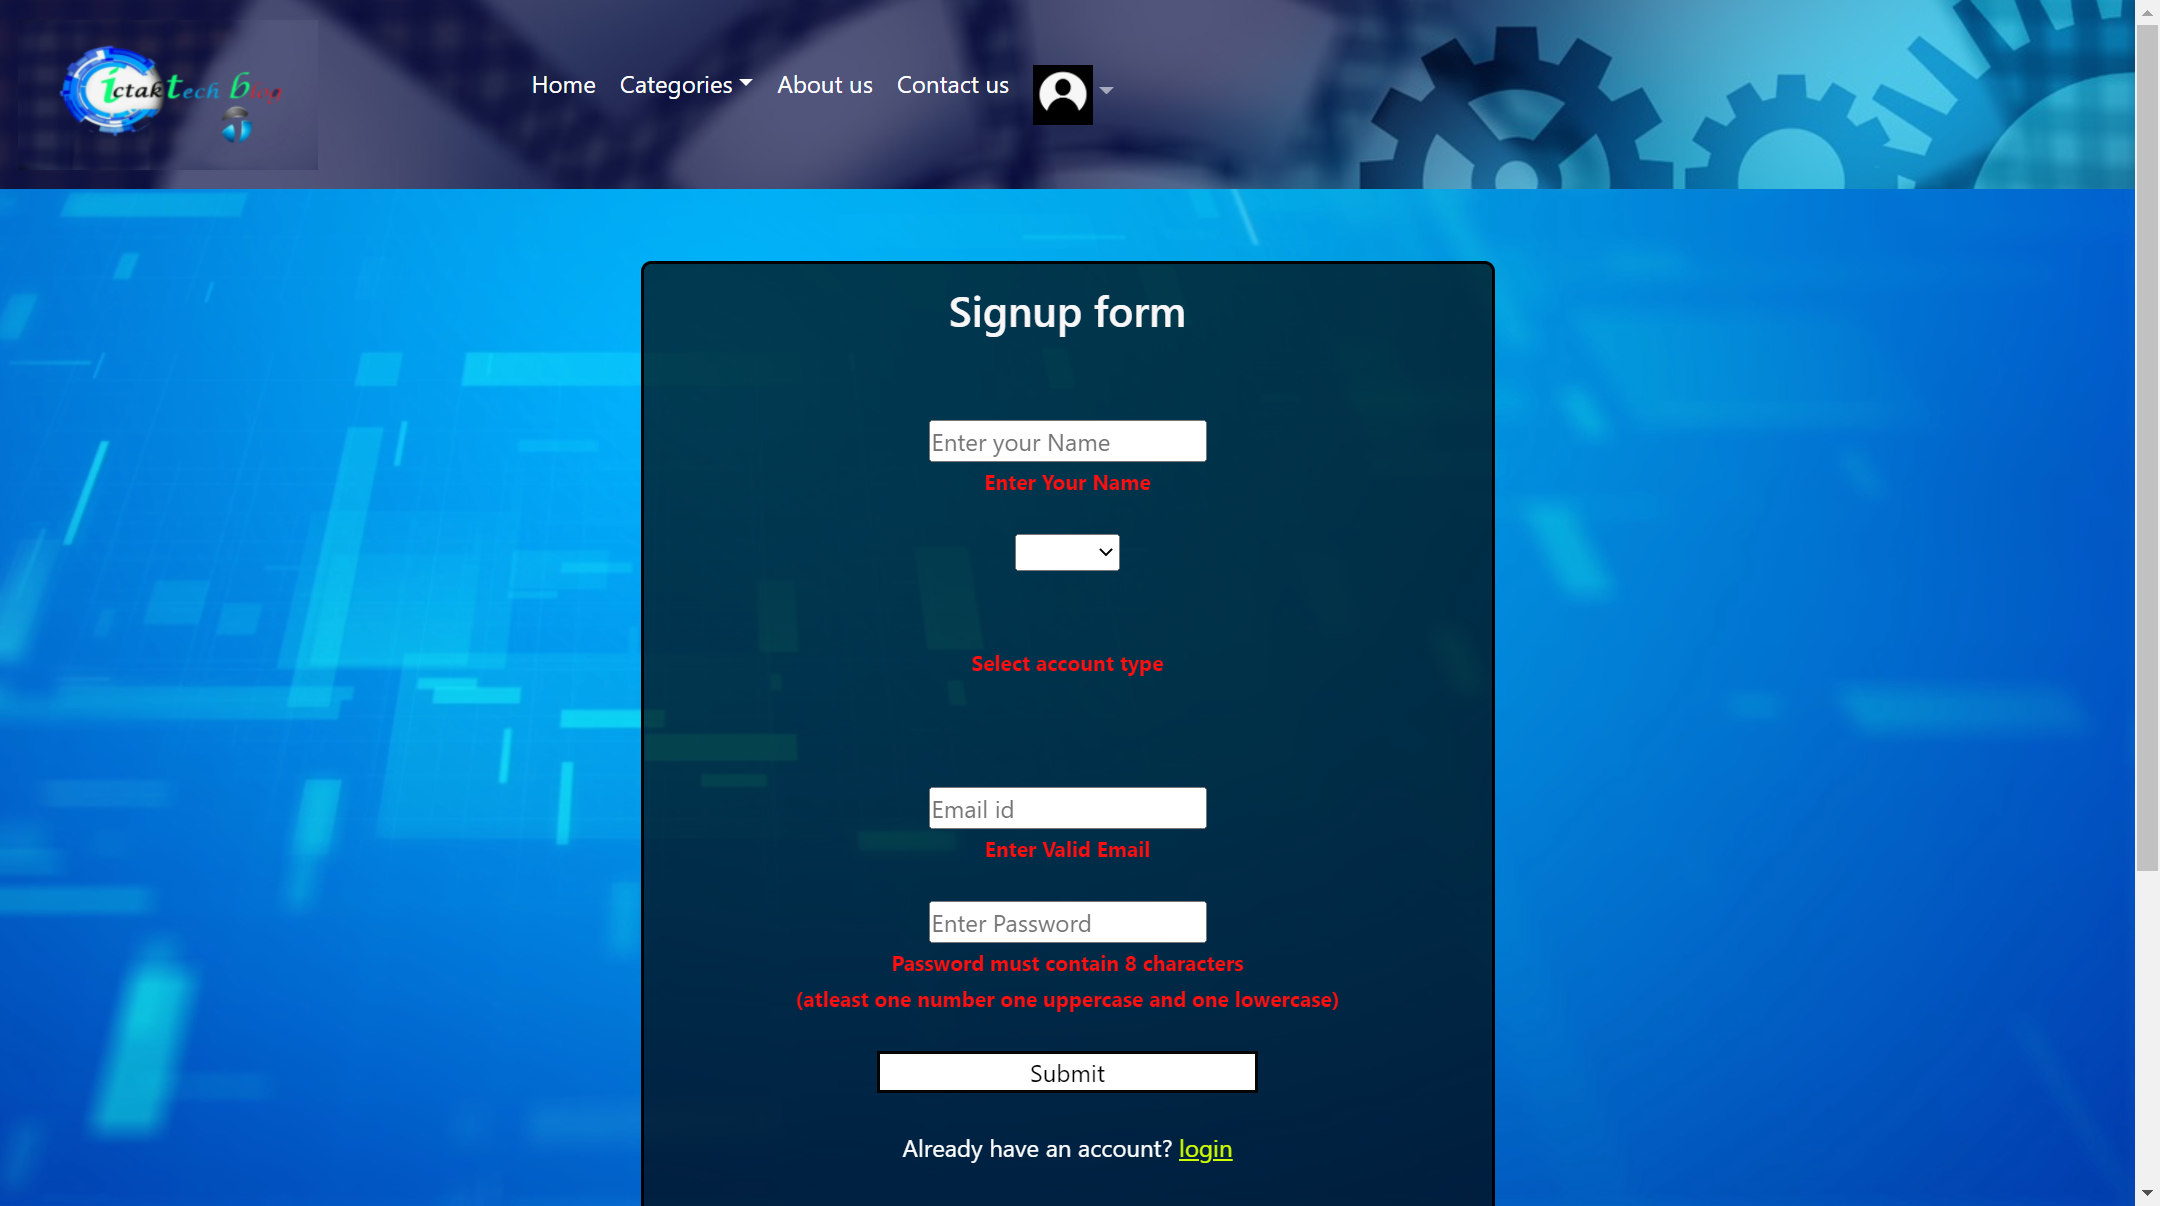 ictaktech blog
Home Categories About us Contact us
Signup form
Enter your Name
Enter Your Name
Select account type
Email id
Enter Valid Email
Enter Password
Password must contain 8 characters
(atleast one number one uppercase and one lowercase)
Submit
Already have an account? login